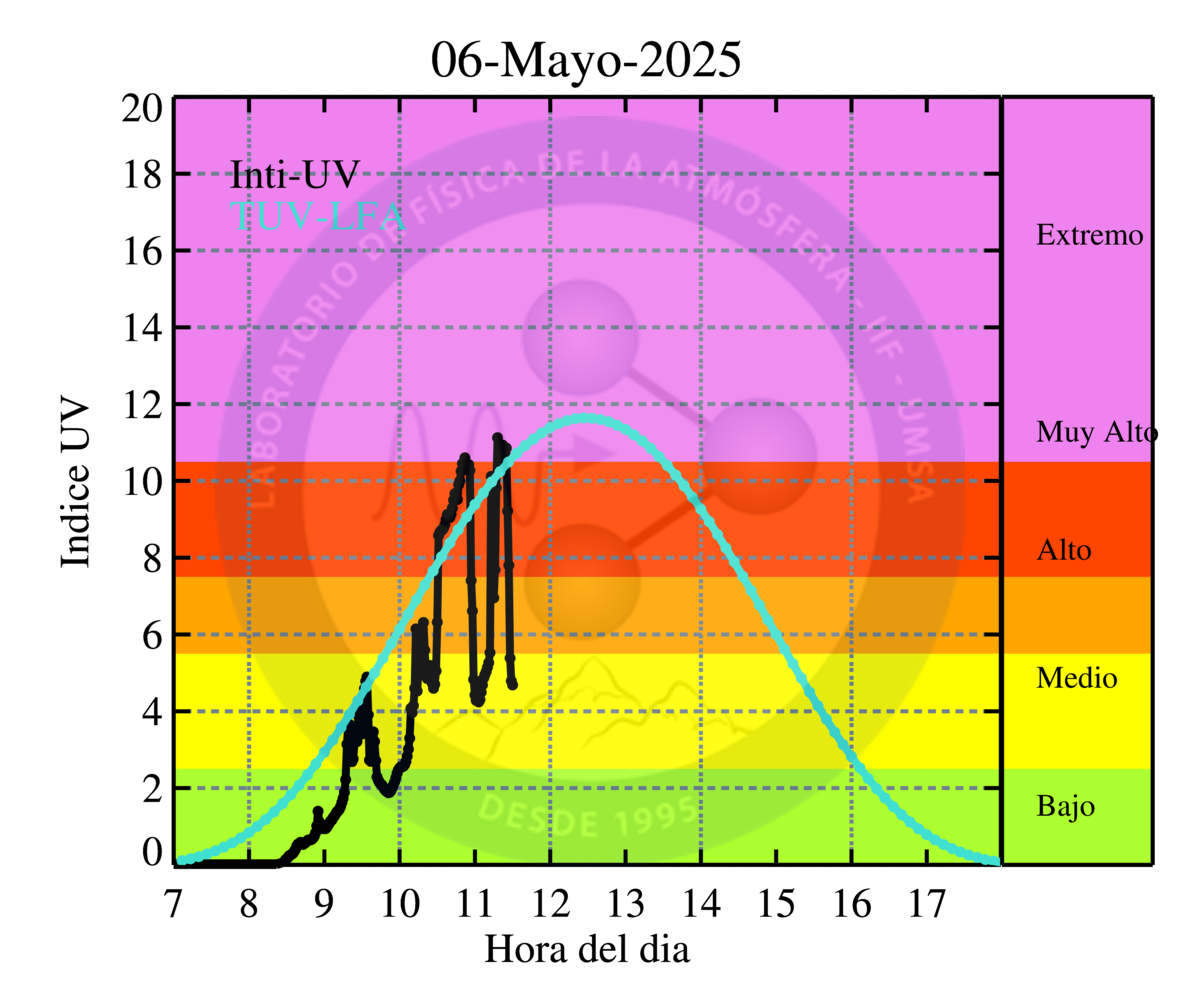 06-Mayo-2025
20
18
16
14
12
10
8
6
4
2
0
Indice UV
Inti-UV
TUV-LFA
LABORATORIO DE FÍSICA DE LA ATMÓSFERA - IIF - UMSA
DESDE 1995
Extremo
Muy Alto
Alto
Medio
Bajo
7 8 9 10 11 12 13 14 15 16 17
Hora del dia